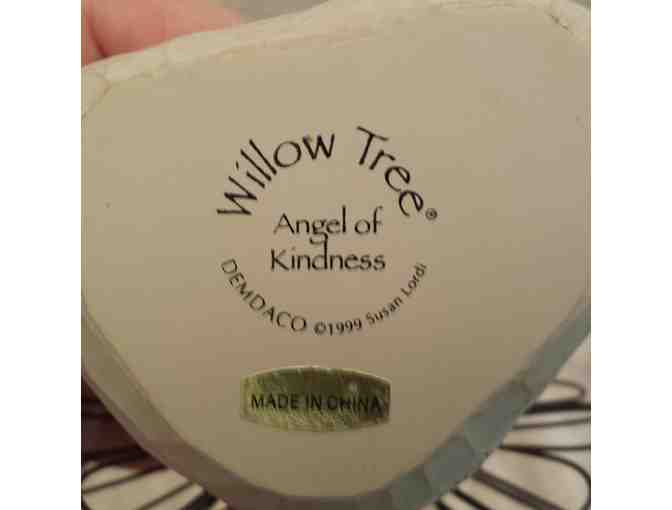 Willow Tree®
Angel of
Kindness
DEMDACO ©1999 Susan Lordi
MADE IN CHINA